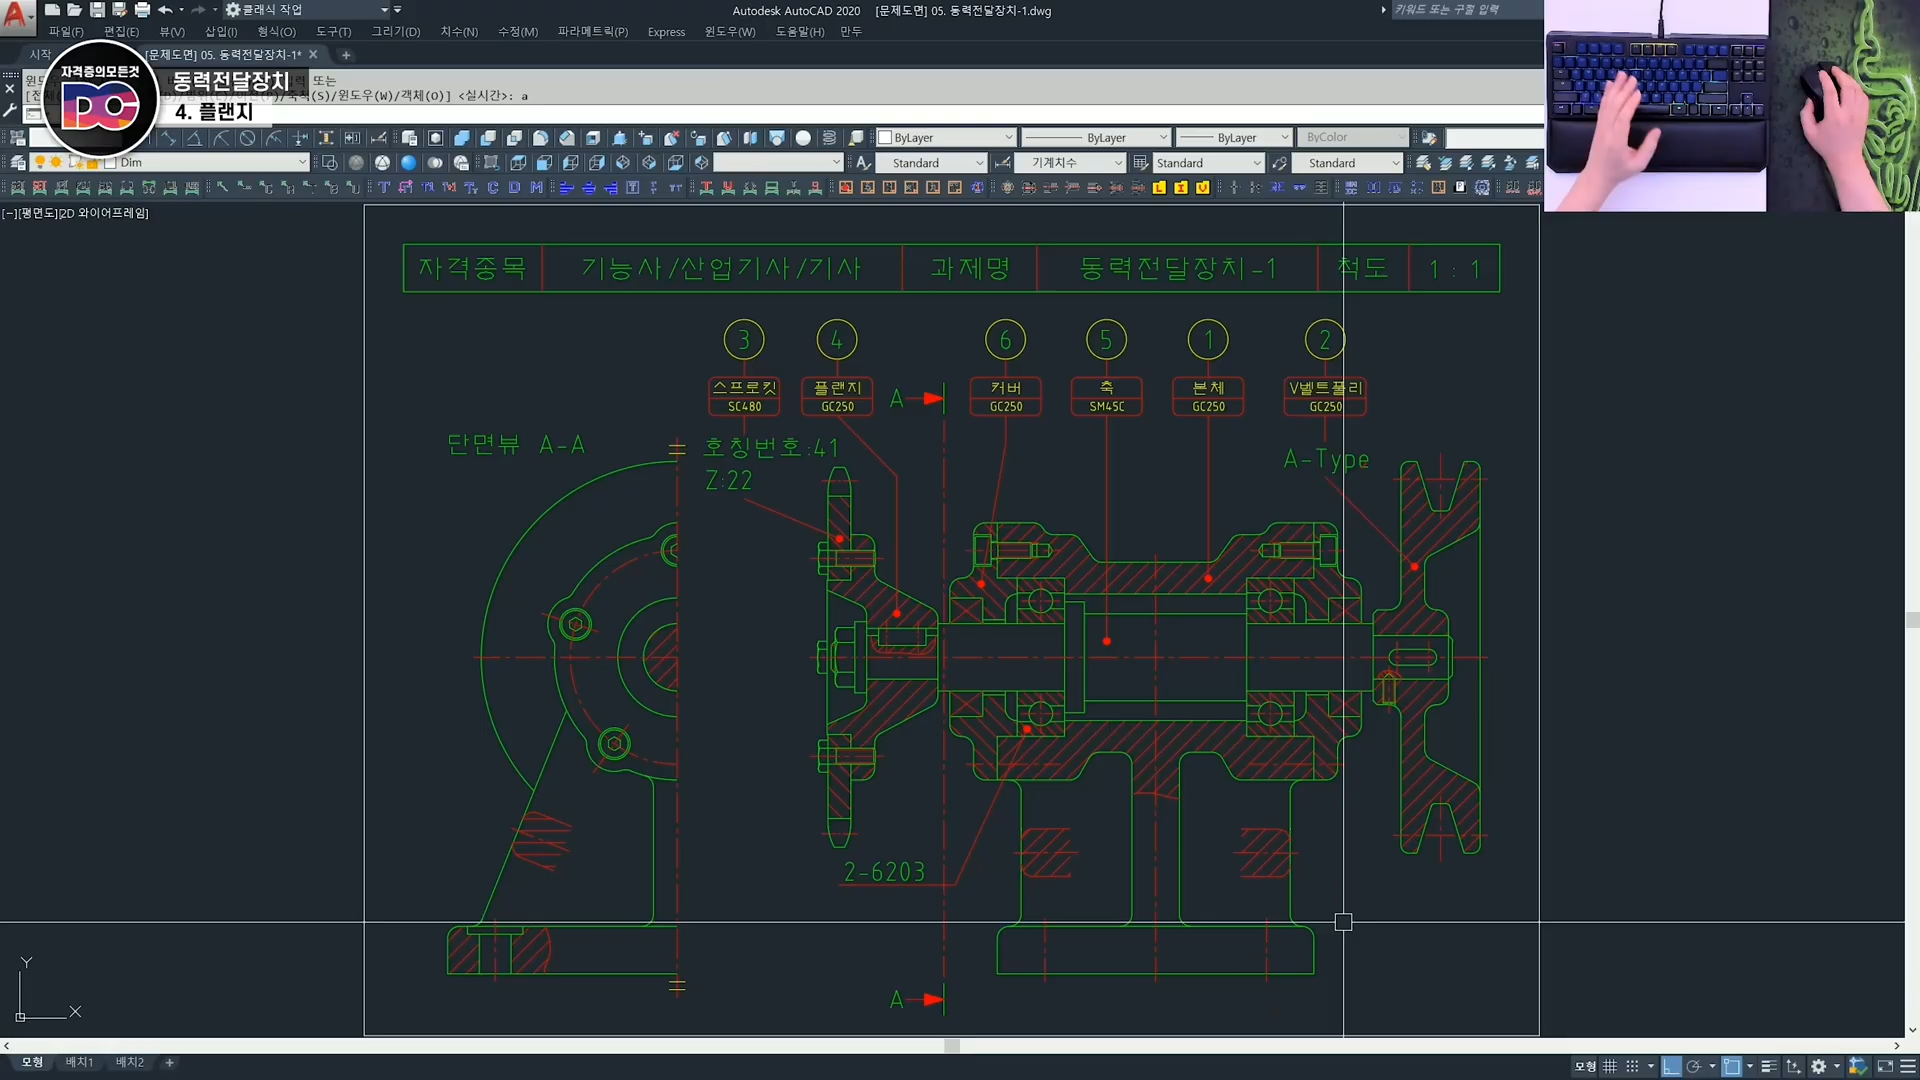 클래식 작업
Autodesk AutoCAD 2020 [문제도면] 05. 동력전달장치-1.dwg
키워드 또는 구절 입력
파일(F) 편집(E) 뷰(V) 삽입(I) 형식(O) 도구(T) 그리기(D) 치수(N) 수정(M) 파라메트릭(P) Express 윈도우(W) 도움말(H) 만두
시작 [문제도면] 05. 동력전달장치-1*
자격증의모든것
동력전달장치
4. 플랜지
또는
윈도우(W)/객체(O)] <실시간>: a
ByLayer ByLayer ByLayer ByColor
Dim Standard 기계치수 Standard Standard
[−][평면도][2D 와이어프레임]
자격종목 기능사/산업기사/기사 과제명 동력전달장치-1 척도 1 : 1
3 4 6 5 1 2
스프로킷 플랜지 커버 축 본체 V벨트풀리
SC480 GC250 GC250 SM45C GC250 GC250
A
단면뷰 A-A
호칭번호:41
Z:22
A-Type
2-6203
A
Y
X
모형 배치1 배치2
모형